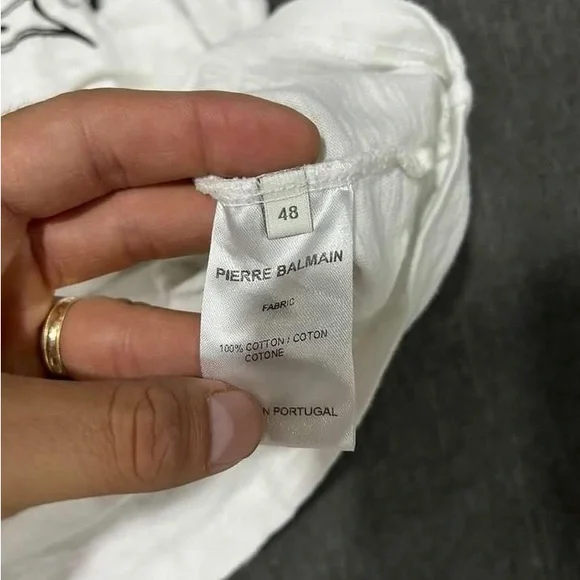 48
PIERRE BALMAIN
FABRIC
100% COTTON / COTON
COTONE
PORTUGAL